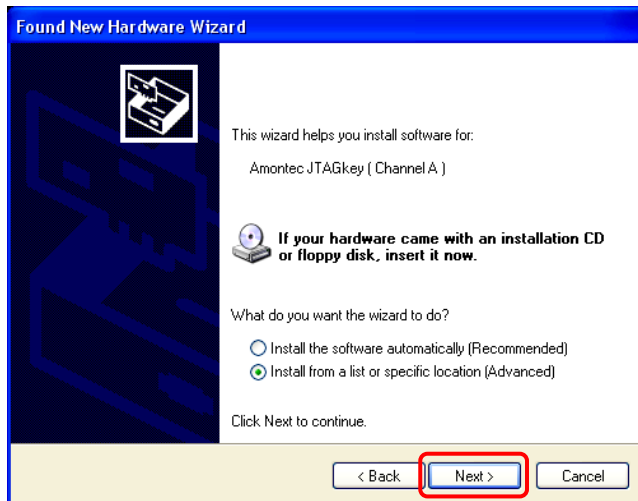 Found New Hardware Wizard
This wizard helps you install software for:
Amontec JTAGkey ( Channel A )
If your hardware came with an installation CD
or floppy disk, insert it now.
What do you want the wizard to do?
Install the software automatically (Recommended)
Install from a list or specific location (Advanced)
Click Next to continue.
< Back Next > Cancel